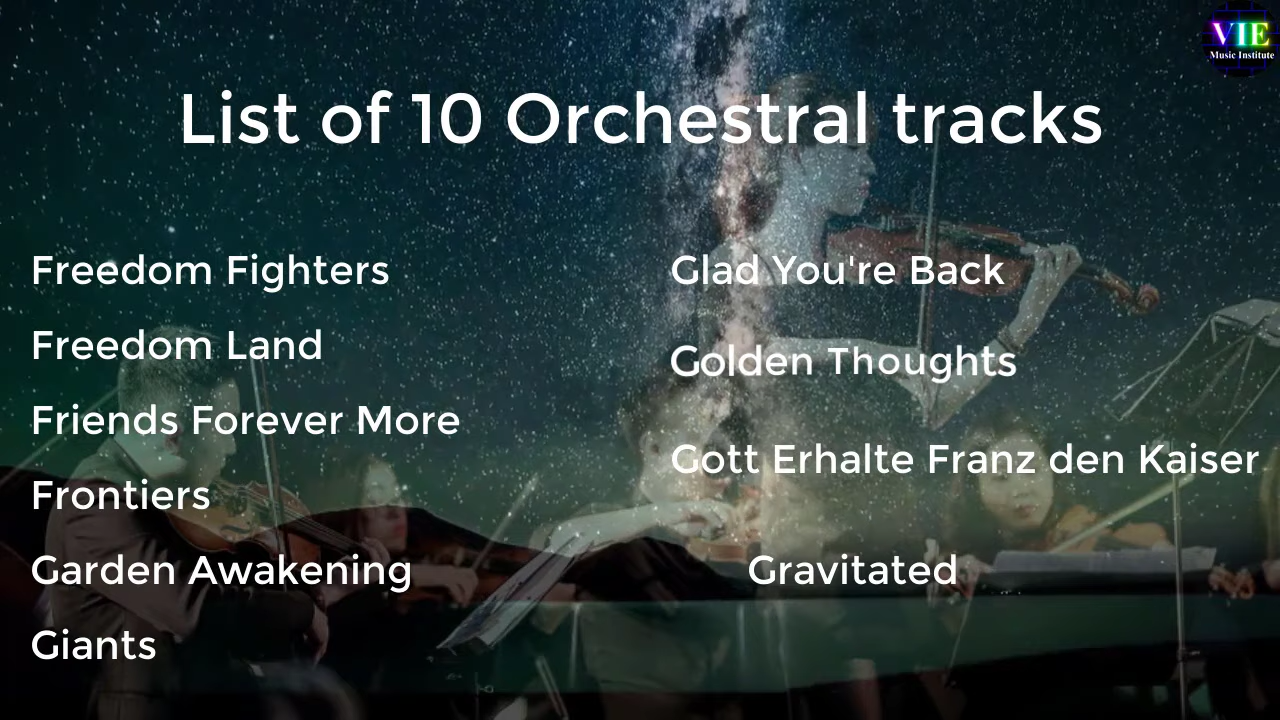 VIE
Music Institute
List of 10 Orchestral tracks
Freedom Fighters
Freedom Land
Friends Forever More
Frontiers
Garden Awakening
Giants
Glad You're Back
Golden Thoughts
Gott Erhalte Franz den Kaiser
Gravitated